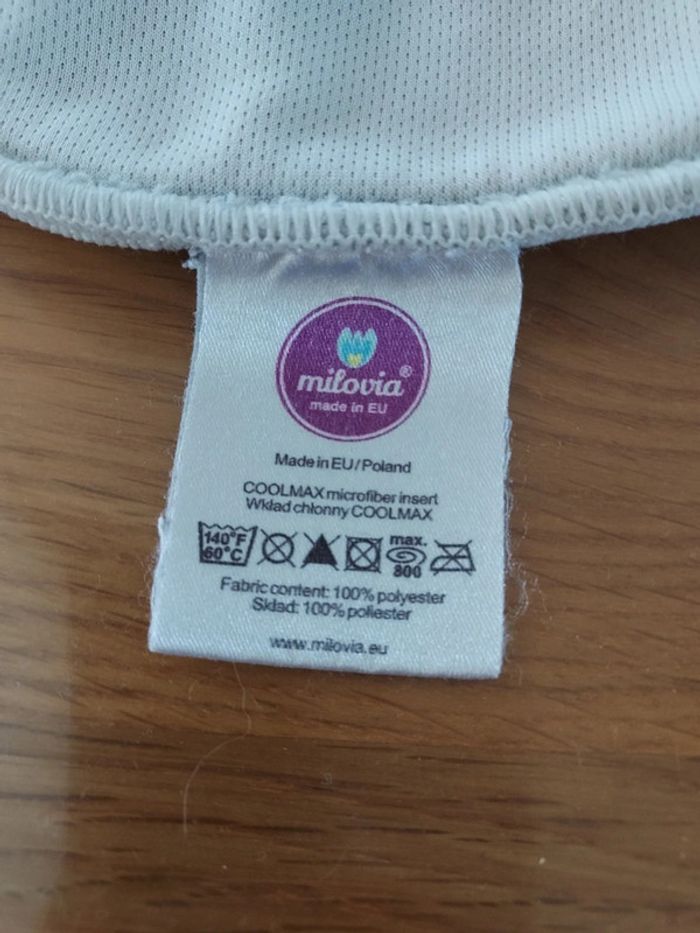 milovia®
made in EU
Made in EU/Poland
COOLMAX microfiber insert
Wkład chłonny COOLMAX
140°F
60°C
max.
800
Fabric content: 100% polyester
Skład: 100% poliester
www.milovia.eu